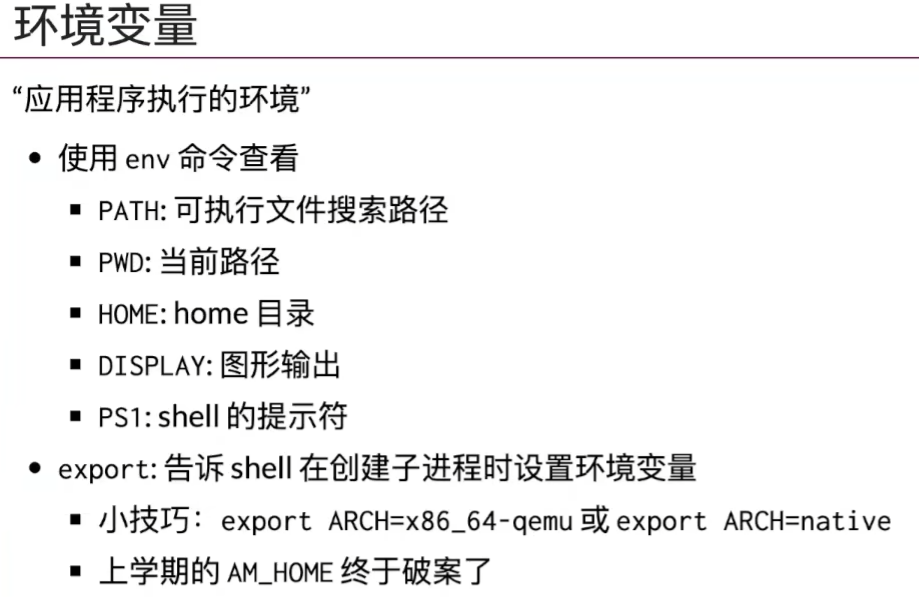 环境变量
“应用程序执行的环境”
• 使用 env 命令查看
▪ PATH: 可执行文件搜索路径
▪ PWD: 当前路径
▪ HOME: home 目录
▪ DISPLAY: 图形输出
▪ PS1: shell 的提示符
• export: 告诉 shell 在创建子进程时设置环境变量
▪ 小技巧：export ARCH=x86_64-qemu 或 export ARCH=native
▪ 上学期的 AM_HOME 终于破案了